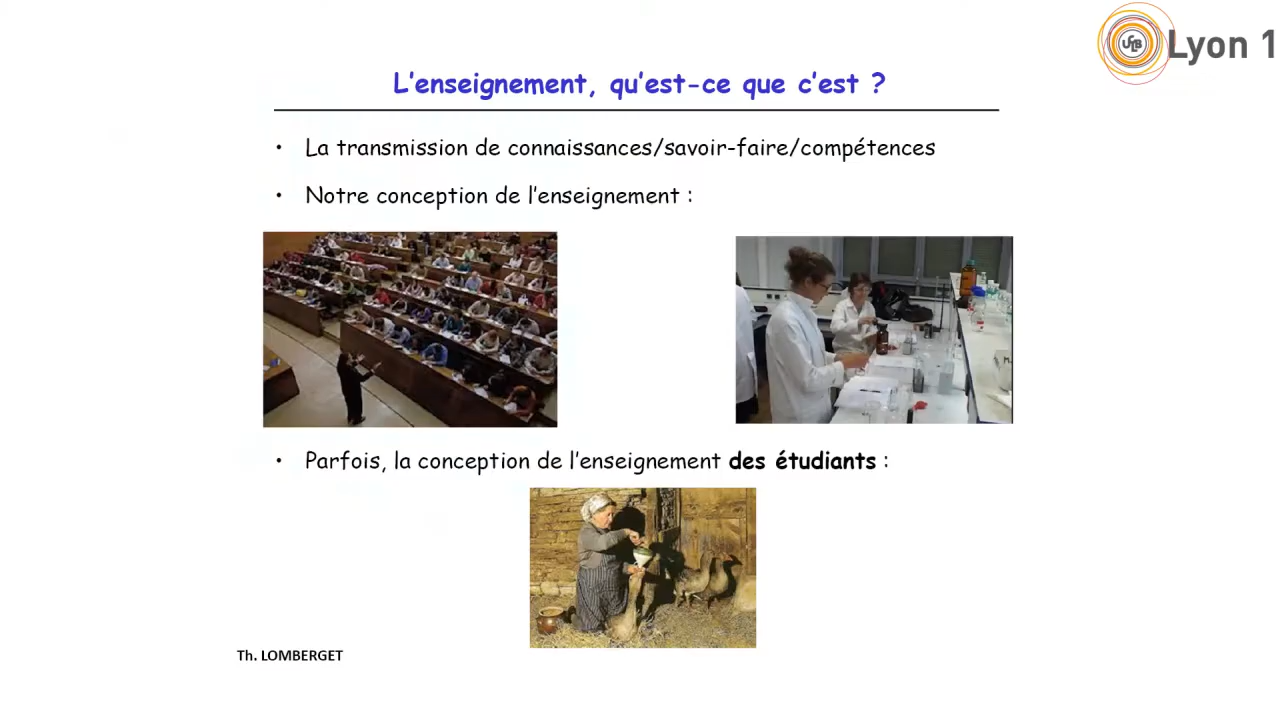 UCLB
Lyon 1
L'enseignement, qu'est-ce que c'est ?
• La transmission de connaissances/savoir-faire/compétences
• Notre conception de l'enseignement :
• Parfois, la conception de l'enseignement des étudiants :
Th. LOMBERGET